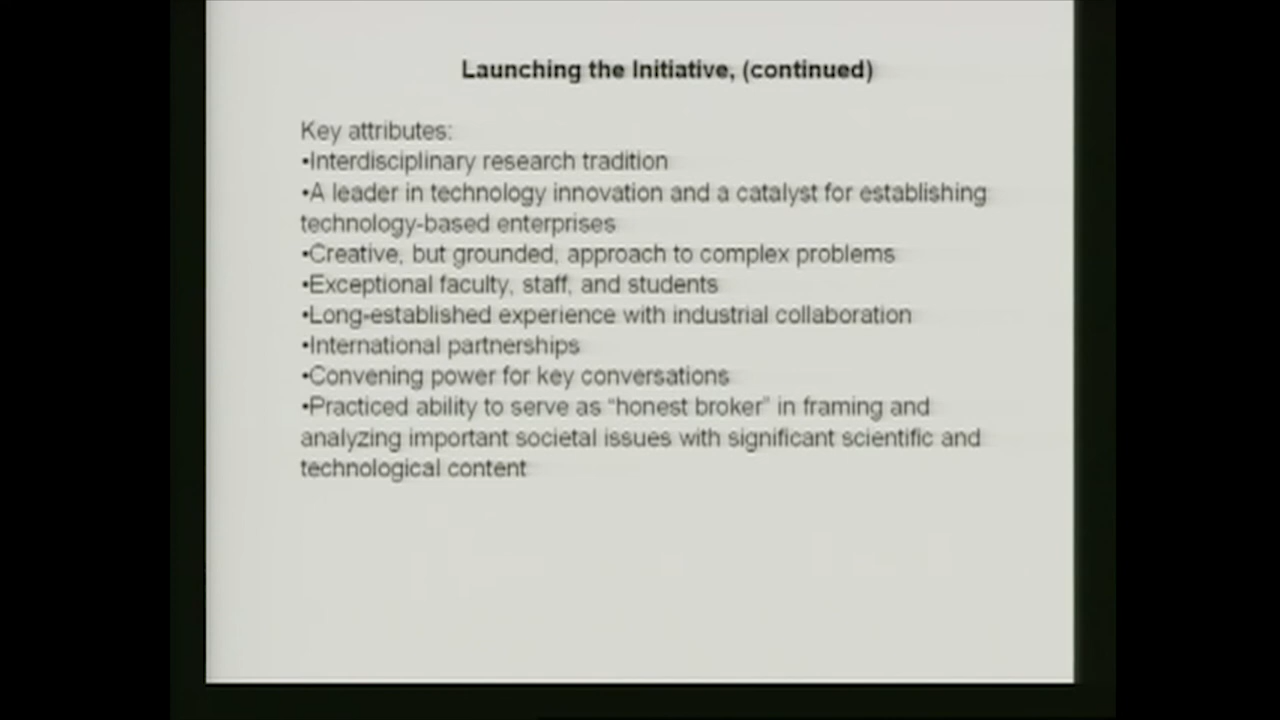 Launching the Initiative, (continued)
Key attributes:
•Interdisciplinary research tradition
•A leader in technology innovation and a catalyst for establishing
technology-based enterprises
•Creative, but grounded, approach to complex problems
•Exceptional faculty, staff, and students
•Long-established experience with industrial collaboration
•International partnerships
•Convening power for key conversations
•Practiced ability to serve as “honest broker” in framing and
analyzing important societal issues with significant scientific and
technological content